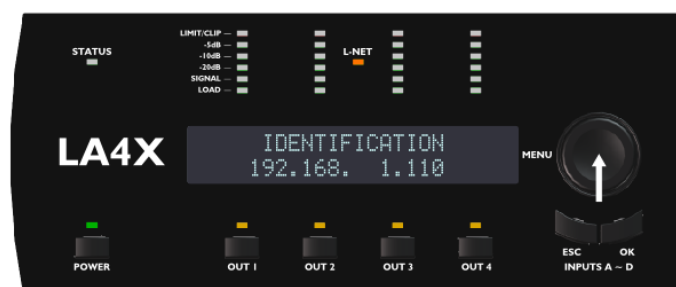 LIMIT/CLIP
-5dB
-10dB
-20dB
SIGNAL
LOAD
STATUS
L-NET
LA4X
IDENTIFICATION
192.168.  1.110
MENU
POWER
OUT 1
OUT 2
OUT 3
OUT 4
ESC
OK
INPUTS A ~ D